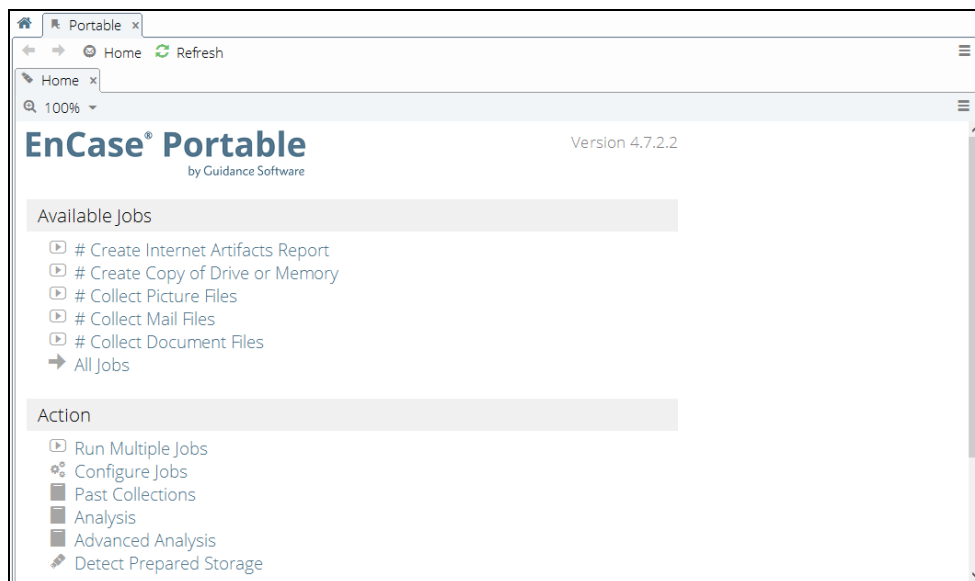 Portable
Home Refresh
Home
100%
EnCase® Portable
by Guidance Software
Version 4.7.2.2
Available Jobs
# Create Internet Artifacts Report
# Create Copy of Drive or Memory
# Collect Picture Files
# Collect Mail Files
# Collect Document Files
All Jobs
Action
Run Multiple Jobs
Configure Jobs
Past Collections
Analysis
Advanced Analysis
Detect Prepared Storage